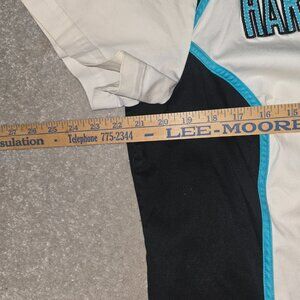 HAR
27 26 25 24 23 22 21 20 19 18 17 16 15
sulation · Telephone 775-2344 – LEE-MOORE